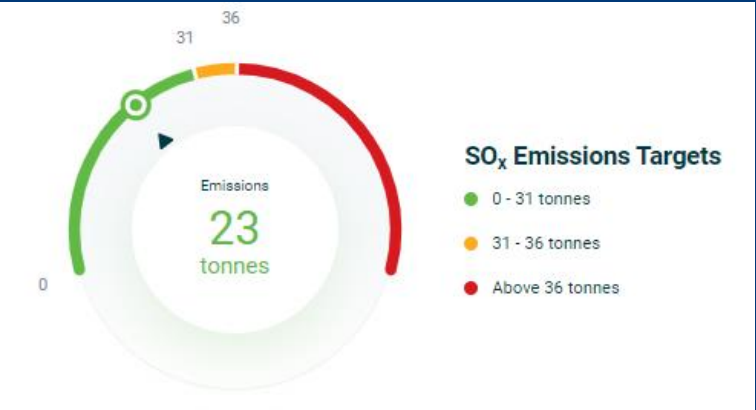 36
31
SOx Emissions Targets
Emissions
0 - 31 tonnes
23
31 - 36 tonnes
tonnes
0
Above 36 tonnes